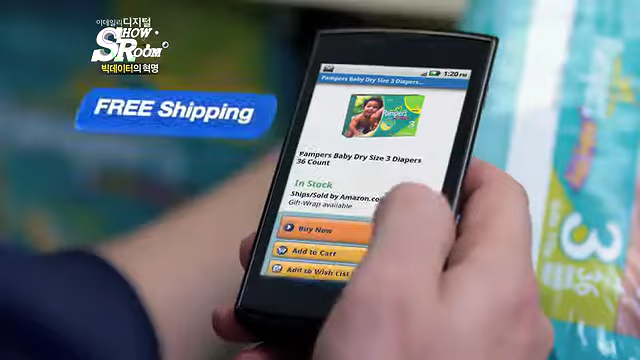 이데일리 디지털
SHOW·
ROOM
빅데이터의 혁명
FREE Shipping
1:20 PM
Pampers Baby Dry Size 3 Diapers...
Pampers
Pampers Baby Dry Size 3 Diapers
36 Count
In Stock
Ships/Sold by Amazon.co
Gift-Wrap available
Buy Now
Add to Cart
Add to Wish List
3